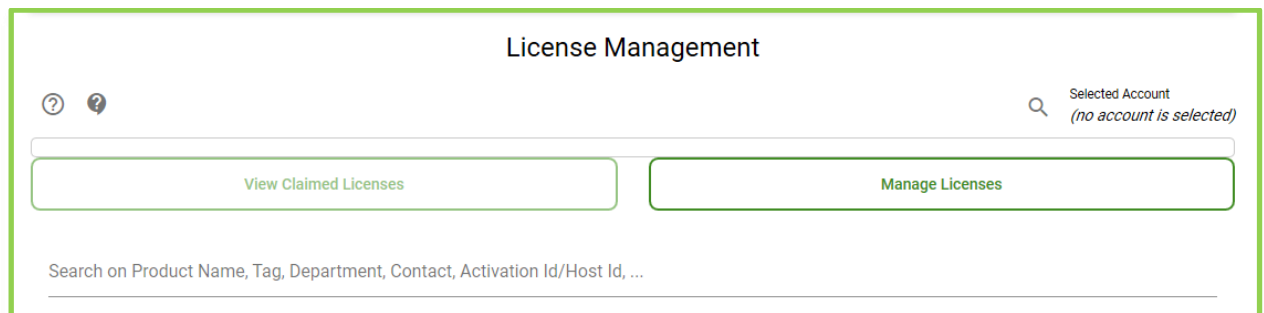 License Management
Selected Account
(no account is selected)
View Claimed Licenses
Manage Licenses
Search on Product Name, Tag, Department, Contact, Activation Id/Host Id, ...